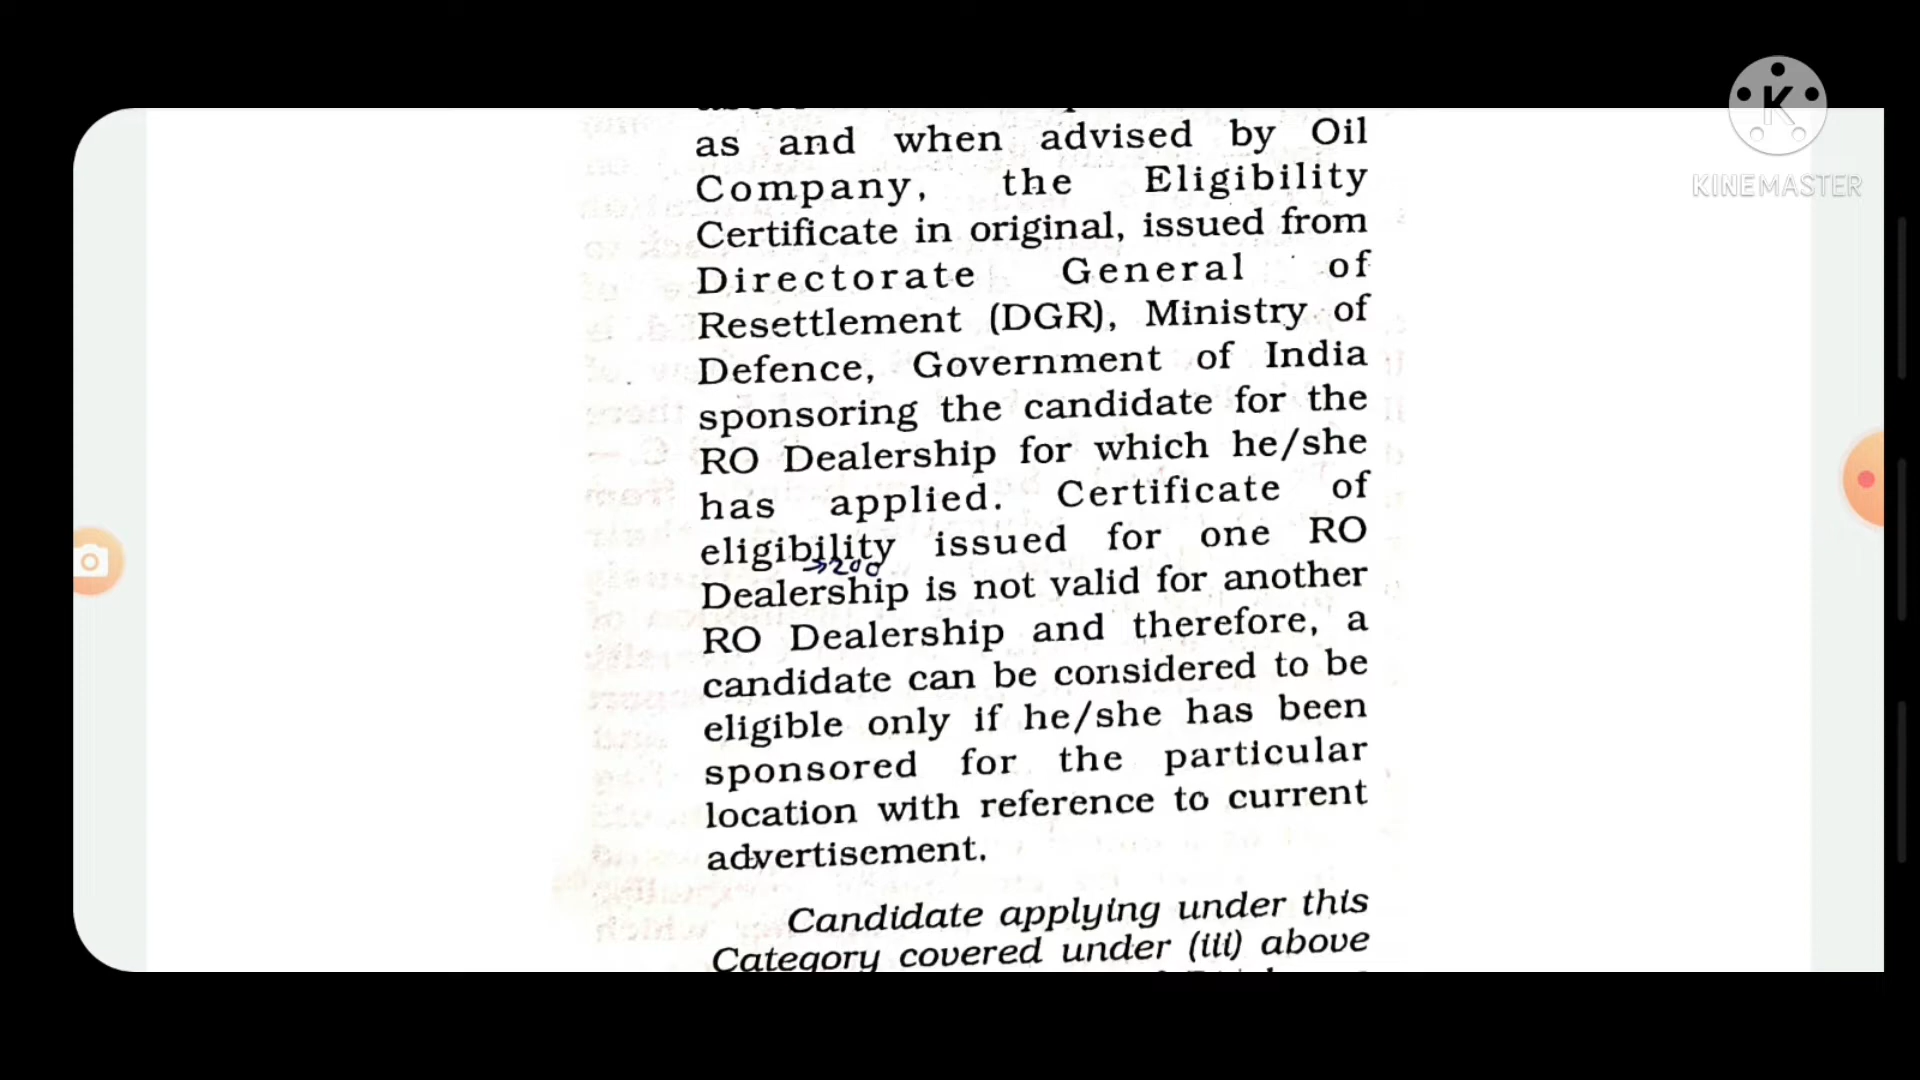 as and when advised by Oil
Company, the Eligibility
Certificate in original, issued from
Directorate General of
Resettlement (DGR), Ministry of
Defence, Government of India
sponsoring the candidate for the
RO Dealership for which he/she
has applied. Certificate of
eligibility issued for one RO
→200
Dealership is not valid for another
RO Dealership and therefore, a
candidate can be considered to be
eligible only if he/she has been
sponsored for the particular
location with reference to current
advertisement.
Candidate applying under this
Category covered under (iii) above
K
KINEMASTER